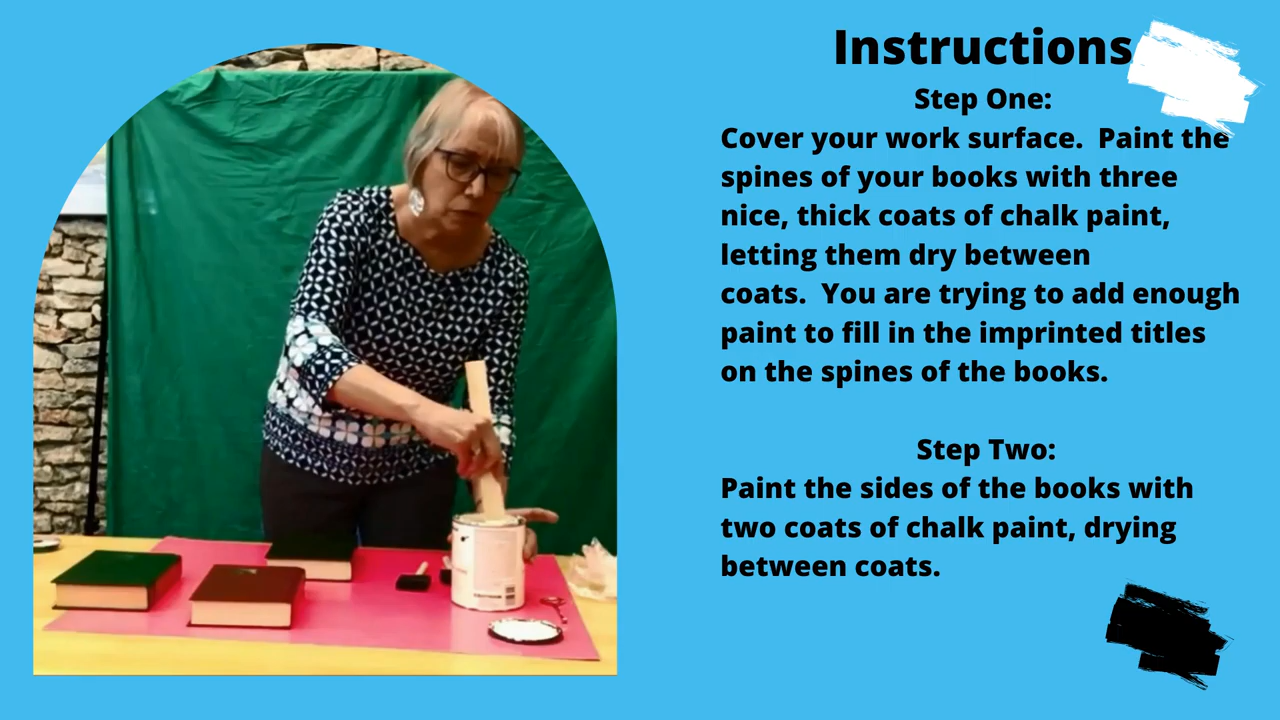 Instructions
Step One:
Cover your work surface.  Paint the
spines of your books with three
nice, thick coats of chalk paint,
letting them dry between
coats.  You are trying to add enough
paint to fill in the imprinted titles
on the spines of the books.
Step Two:
Paint the sides of the books with
two coats of chalk paint, drying
between coats.